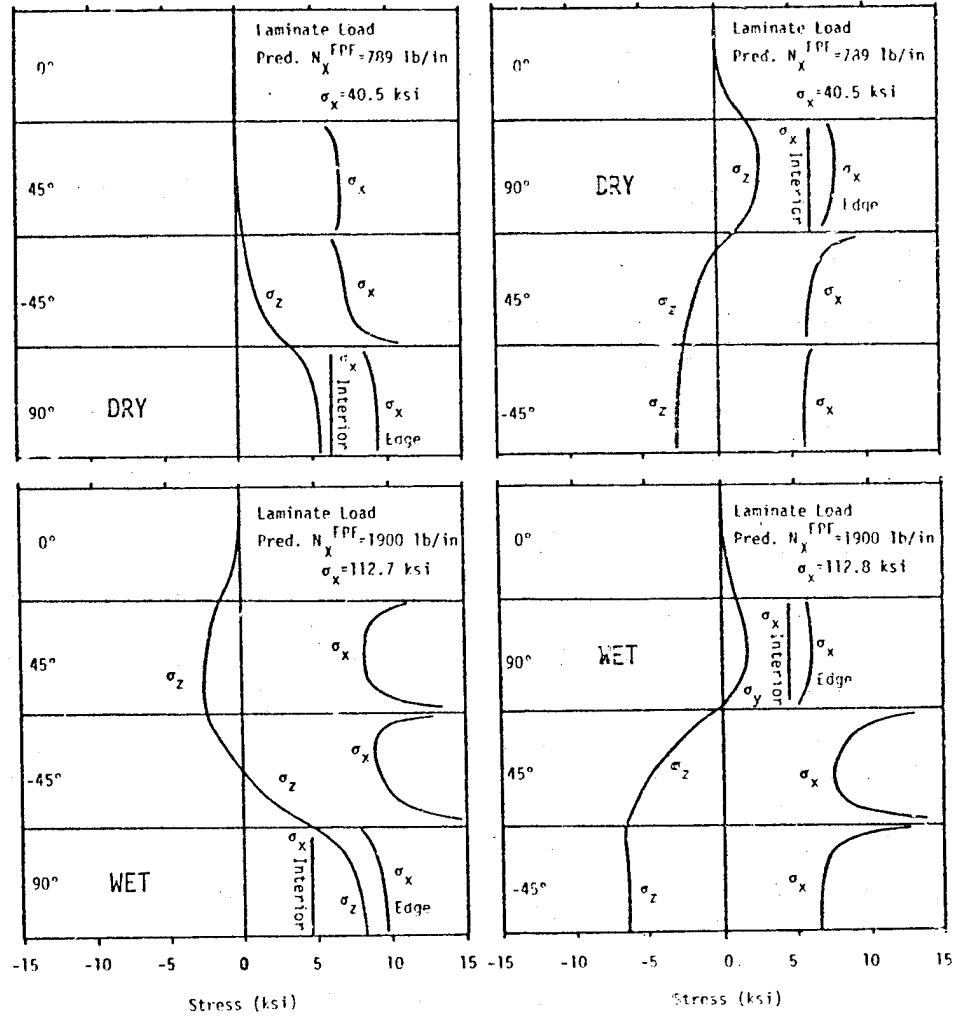 Laminate Load
Pred. N_x^FPF=789 lb/in
σ_x=40.5 ksi
0°
45°
σ_x
-45°
σ_z
σ_x
90°
DRY
σ_x Interior
σ_x
Edge
Laminate Load
Pred. N_x^FPF=789 lb/in
σ_x=40.5 ksi
0°
90°
DRY
σ_z
σ_x Interior
σ_x
Edge
45°
σ_z
σ_x
-45°
σ_z
σ_x
Laminate Load
Pred. N_x^FPF=1900 lb/in
σ_x=112.7 ksi
0°
45°
σ_z
σ_x
-45°
σ_z
σ_x
90°
WET
σ_x Interior
σ_z
σ_x
Edge
-15 -10 -5 0 5 10 15
Stress (ksi)
Laminate Load
Pred. N_x^FPF=1900 lb/in
σ_x=112.8 ksi
0°
90°
WET
σ_y
σ_x Interior
σ_x
Edge
45°
σ_z
σ_x
-45°
σ_z
σ_x
-15 -10 -5 0. 5 10 15
Stress (ksi)